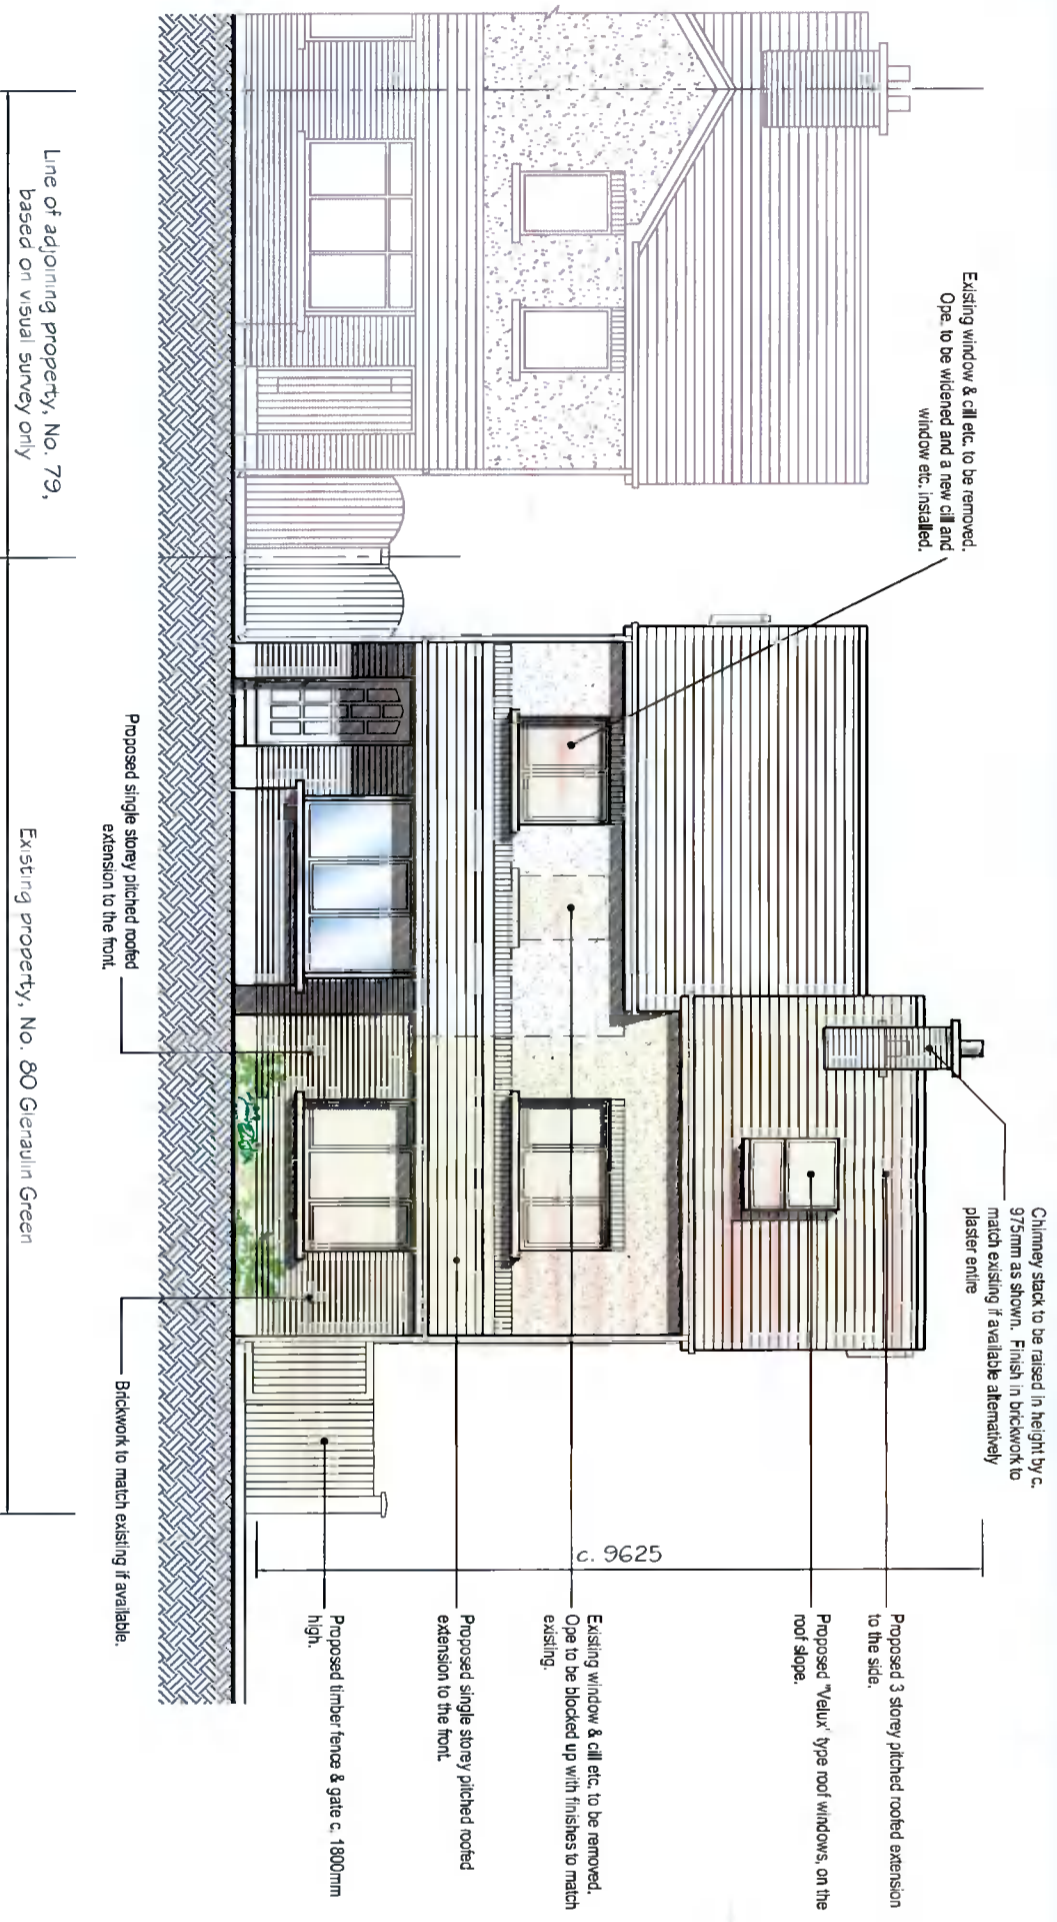 Existing window & cill etc. to be removed.
Ope. to be widened and a new cill and
window etc. installed.
Chimney stack to be raised in height by c.
975mm as shown. Finish in brickwork to
match existing if available alternatively
plaster entire
Proposed 3 storey pitched roofed extension
to the side.
Proposed "Velux' type roof windows, on the
roof slope.
c. 9625
Existing window & cill etc. to be removed.
Ope to be blocked up with finishes to match
existing.
Proposed single storey pitched roofed
extension to the front.
Proposed timber fence & gate c. 1800mm
high.
Proposed single storey pitched roofed
extension to the front.
Brickwork to match existing if available.
Line of adjoining property, No. 79,
based on visual survey only
Existing property, No. 80 Glenaulin Green